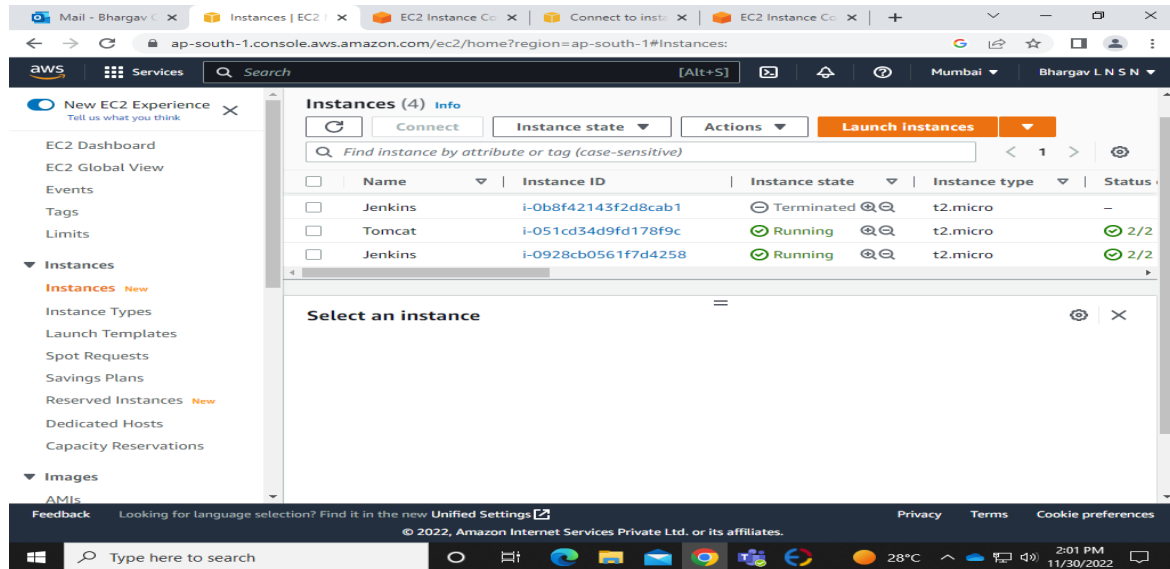 Mail - Bhargav C
Instances | EC2
EC2 Instance Co
Connect to insta
EC2 Instance Co
ap-south-1.console.aws.amazon.com/ec2/home?region=ap-south-1#Instances:
aws Services Search [Alt+S] Mumbai Bhargav L N S N
New EC2 Experience
Tell us what you think
EC2 Dashboard
EC2 Global View
Events
Tags
Limits
Instances
Instances New
Instance Types
Launch Templates
Spot Requests
Savings Plans
Reserved Instances New
Dedicated Hosts
Capacity Reservations
Images
AMIs
Instances (4) Info
Connect Instance state Actions Launch instances
Find instance by attribute or tag (case-sensitive) 1
Name Instance ID Instance state Instance type Status
Jenkins i-0b8f42143f2d8cab1 Terminated t2.micro –
Tomcat i-051cd34d9fd178f9c Running t2.micro 2/2
Jenkins i-0928cb0561f7d4258 Running t2.micro 2/2
Select an instance
Feedback Looking for language selection? Find it in the new Unified Settings Privacy Terms Cookie preferences
© 2022, Amazon Internet Services Private Ltd. or its affiliates.
Type here to search 28°C 2:01 PM
11/30/2022